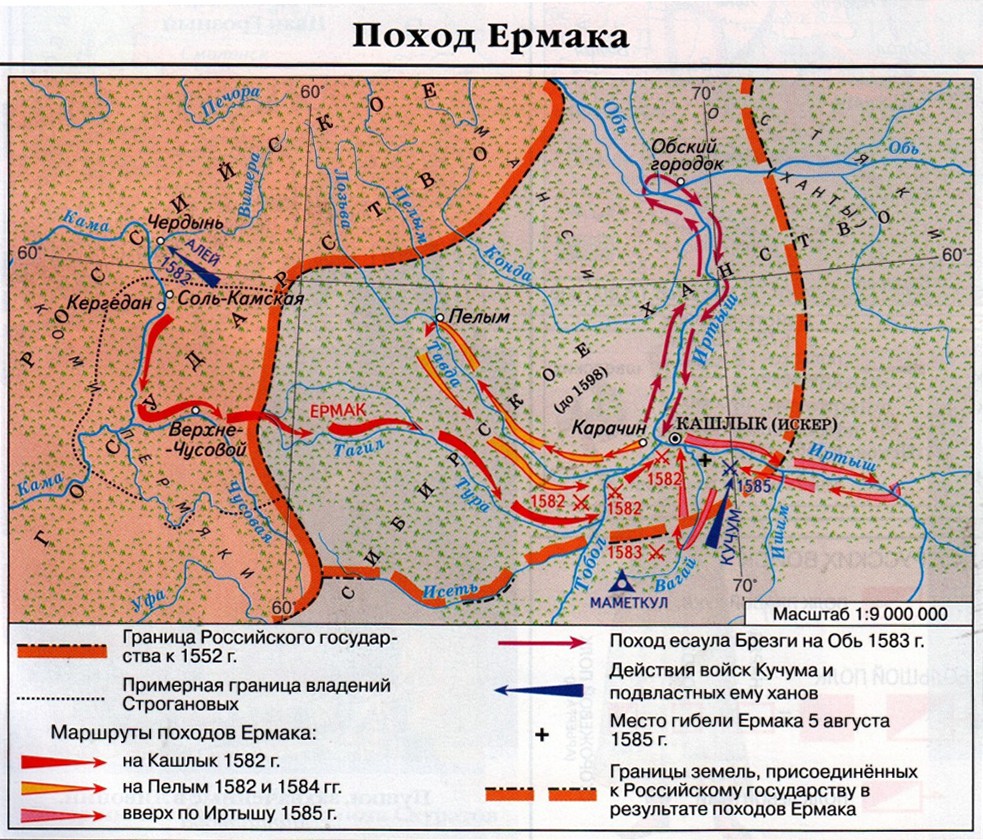 Поход Ермака
Печора
60°
70°
Обь
Обский
городок
Обь
ОСТЯКИ
(ХАНТЫ)
МАНСИ
РОССИЙСКОЕ
ГОСУДАРСТВО
Вишера
Лозьва
Пелым
Кама
Чердынь
АЛЕЙ
1582
60°
60°
Конда
Кергедан
Соль-Камская
КОМИ
ПЕРМЯКИ
Пелым
Тавда
СИБИРСКОЕ ХАНСТВО
(до 1598)
Иртыш
ЕРМАК
Верхне-
-Чусовой
Тагил
Карачин
КАШЛЫК (ИСКЕР)
Иртыш
Кама
Чусовая
Тура
1582
1582
1582
1585
КУЧУМ
Ишим
1583
Тобол
Вагай
Исеть
МАМЕТКУЛ
Уфа
60°
70°
Масштаб 1:9 000 000
Граница Российского государ-
ства к 1552 г.
Примерная граница владений
Строгановых
Маршруты походов Ермака:
на Кашлык 1582 г.
на Пелым 1582 и 1584 гг.
вверх по Иртышу 1585 г.
Поход есаула Брезги на Обь 1583 г.
Действия войск Кучума и
подвластных ему ханов
Место гибели Ермака 5 августа
1585 г.
Границы земель, присоединённых
к Российскому государству в
результате походов Ермака